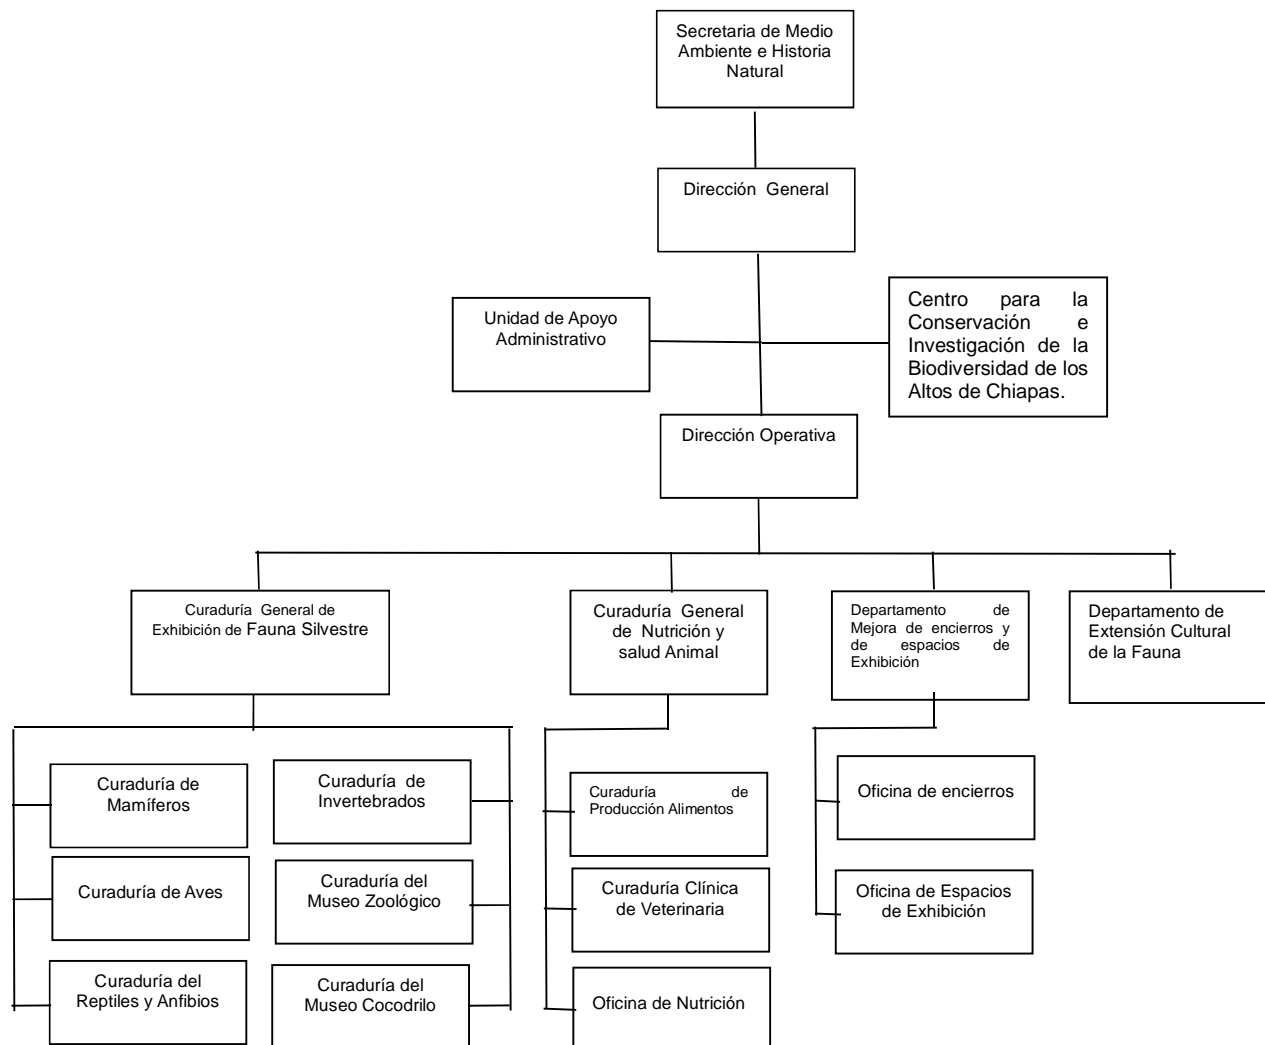 Secretaria de Medio
Ambiente e Historia
Natural
Dirección General
Unidad de Apoyo
Administrativo
Centro para la
Conservación e
Investigación de la
Biodiversidad de los
Altos de Chiapas.
Dirección Operativa
Curaduría General de
Exhibición de Fauna Silvestre
Curaduría General
de Nutrición y
salud Animal
Departamento de
Mejora de encierros y
de espacios de
Exhibición
Departamento de
Extensión Cultural
de la Fauna
Curaduría de
Mamíferos
Curaduría de
Invertebrados
Curaduría de
Producción Alimentos
Oficina de encierros
Curaduría de Aves
Curaduría del
Museo Zoológico
Curaduría Clínica
de Veterinaria
Oficina de Espacios
de Exhibición
Curaduría del
Reptiles y Anfibios
Curaduría del
Museo Cocodrilo
Oficina de Nutrición